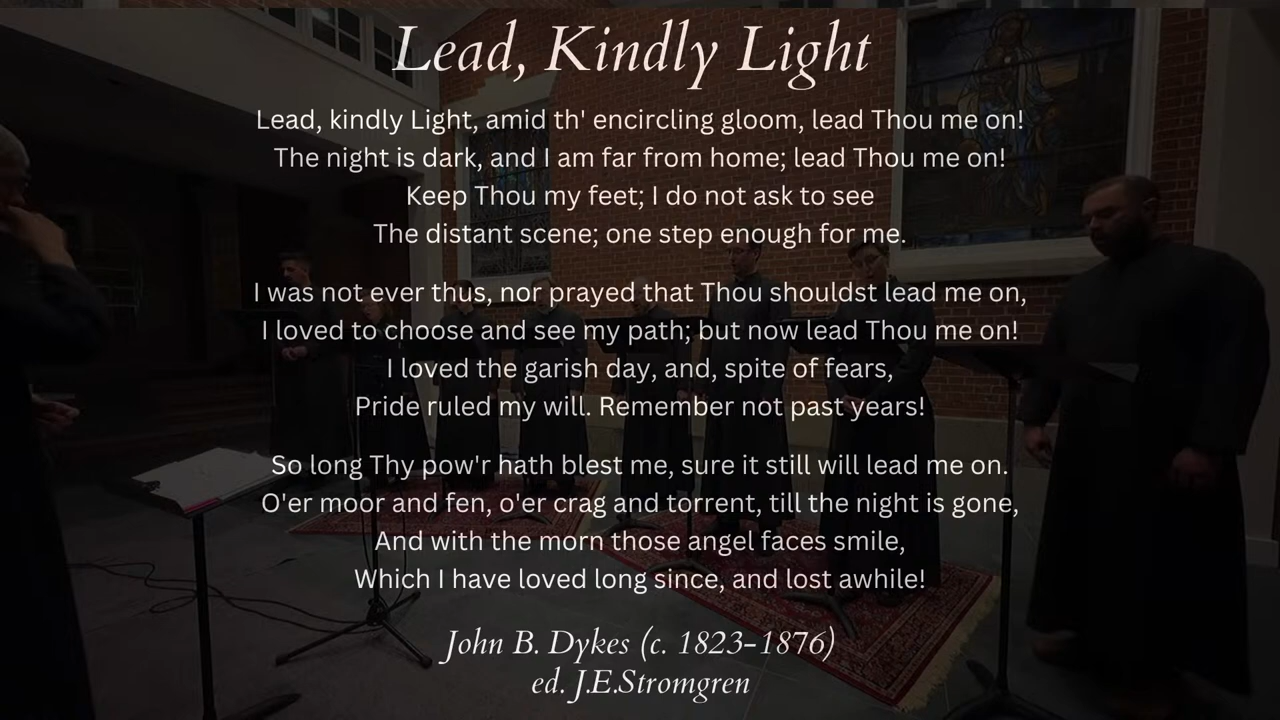 Lead, Kindly Light
Lead, kindly Light, amid th' encircling gloom, lead Thou me on!
The night is dark, and I am far from home; lead Thou me on!
Keep Thou my feet; I do not ask to see
The distant scene; one step enough for me.
I was not ever thus, nor prayed that Thou shouldst lead me on,
I loved to choose and see my path; but now lead Thou me on!
I loved the garish day, and, spite of fears,
Pride ruled my will. Remember not past years!
So long Thy pow'r hath blest me, sure it still will lead me on.
O'er moor and fen, o'er crag and torrent, till the night is gone,
And with the morn those angel faces smile,
Which I have loved long since, and lost awhile!
John B. Dykes (c. 1823-1876)
ed. J.E.Stromgren